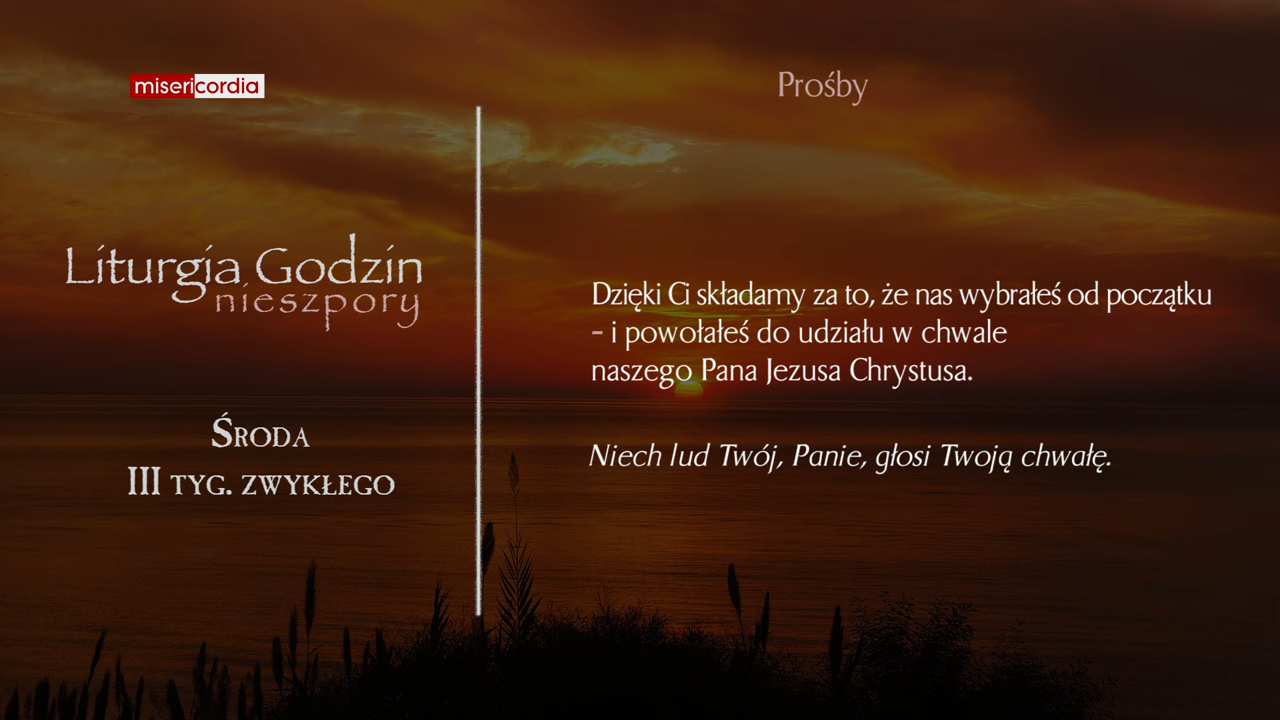 misericordia
Liturgia Godzin
nieszpory
Środa
III tyg. zwykłego
Prośby
Dzięki Ci składamy za to, że nas wybrałeś od początku
- i powołałeś do udziału w chwale
naszego Pana Jezusa Chrystusa.
Niech lud Twój, Panie, głosi Twoją chwałę.